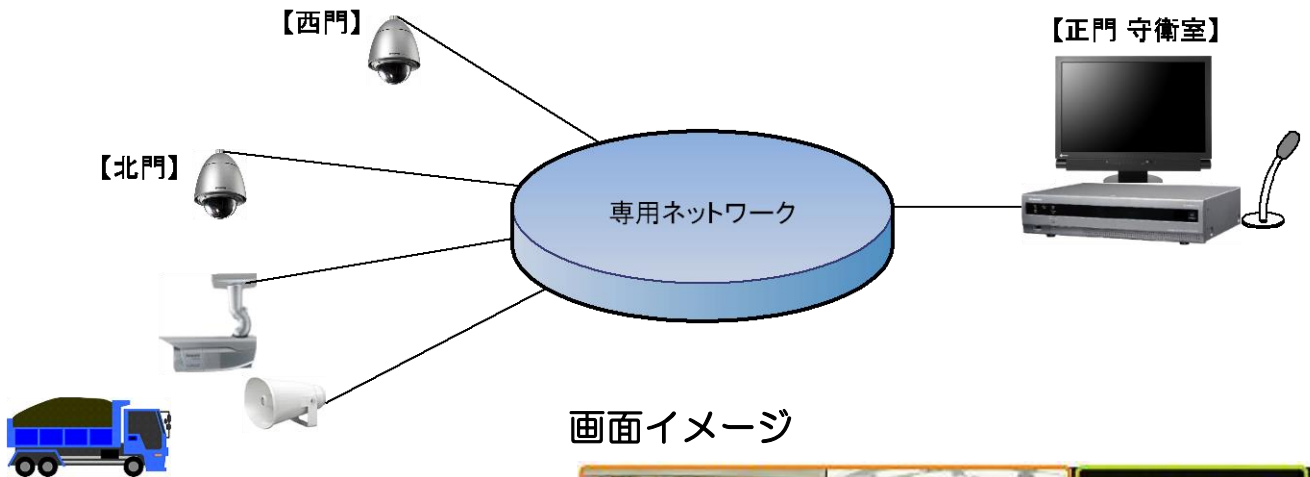 【西門】
【正門 守衛室】
【北門】
専用ネットワーク
画面イメージ